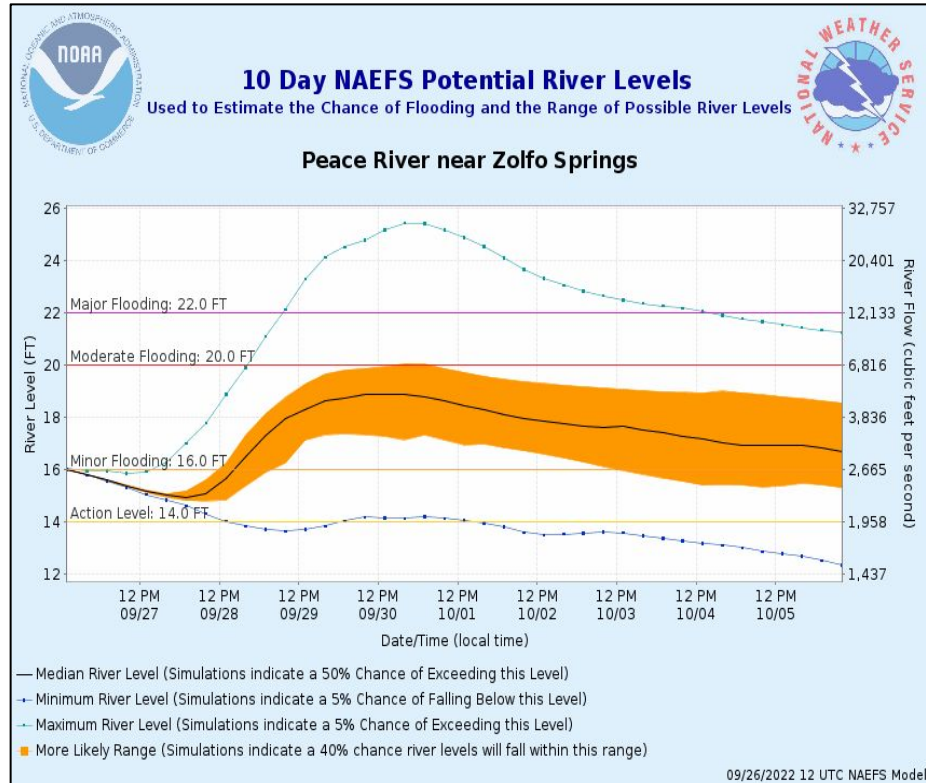 NATIONAL OCEANIC AND ATMOSPHERIC ADMINISTRATION
NOAA
U.S. DEPARTMENT OF COMMERCE
NATIONAL WEATHER SERVICE
10 Day NAEFS Potential River Levels
Used to Estimate the Chance of Flooding and the Range of Possible River Levels
Peace River near Zolfo Springs
26
24
22
20
18
16
14
12
River Level (FT)
32,757
20,401
12,133
6,816
3,836
2,665
1,958
1,437
River Flow (cubic feet per second)
Major Flooding: 22.0 FT
Moderate Flooding: 20.0 FT
Minor Flooding: 16.0 FT
Action Level: 14.0 FT
12 PM 12 PM 12 PM 12 PM 12 PM 12 PM 12 PM 12 PM 12 PM
09/27 09/28 09/29 09/30 10/01 10/02 10/03 10/04 10/05
Date/Time (local time)
Median River Level (Simulations indicate a 50% Chance of Exceeding this Level)
Minimum River Level (Simulations indicate a 5% Chance of Falling Below this Level)
Maximum River Level (Simulations indicate a 5% Chance of Exceeding this Level)
More Likely Range (Simulations indicate a 40% chance river levels will fall within this range)
09/26/2022 12 UTC NAEFS Model